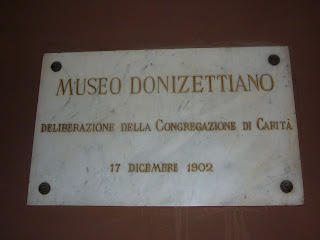 MUSEO DONIZETTIANO
DELIBERAZIONE DELLA CONGREGAZIONE DI CARITÀ
17 DICEMBRE 1902